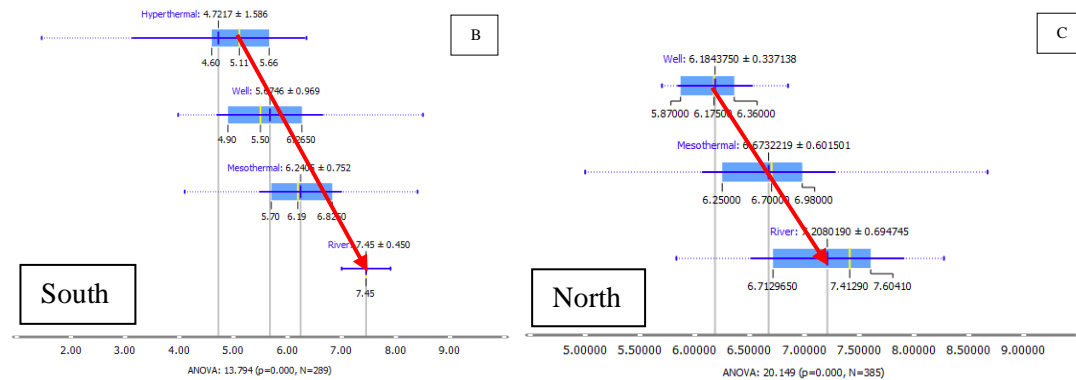 B
Hyperthermal: 4.7217 ± 1.586
4.60 5.11 5.66
Well: 5.6746 ± 0.969
4.90 5.50 6.2650
Mesothermal: 6.2405 ± 0.752
5.70 6.19 6.8250
River: 7.45 ± 0.450
7.45
South
2.00 3.00 4.00 5.00 6.00 7.00 8.00 9.00
ANOVA: 13.794 (p=0.000, N=289)
C
Well: 6.1843750 ± 0.337138
5.87000 6.17500 6.36000
Mesothermal: 6.6732219 ± 0.601501
6.25000 6.70000 6.98000
River: 7.2080190 ± 0.694745
6.7129650 7.41290 7.60410
North
5.00000 5.50000 6.00000 6.50000 7.00000 7.50000 8.00000 8.50000 9.00000
ANOVA: 20.149 (p=0.000, N=385)